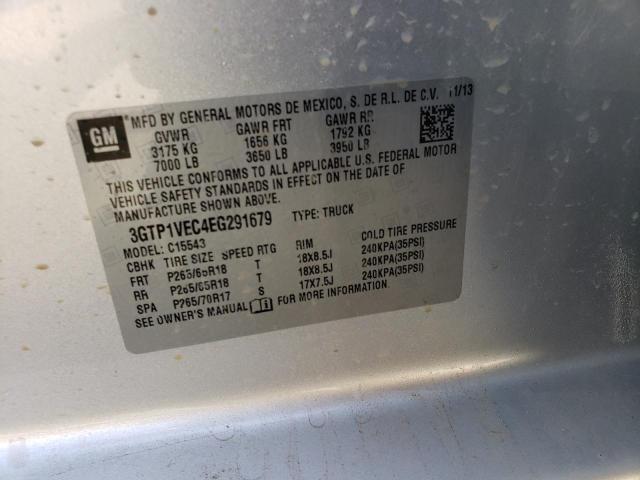 GM
MFD BY GENERAL MOTORS DE MEXICO, S. DE R.L. DE C.V. 11/13
GVWR GAWR FRT GAWR RR
3175 KG 1656 KG 1792 KG
7000 LB 3650 LB 3950 LB
THIS VEHICLE CONFORMS TO ALL APPLICABLE U.S. FEDERAL MOTOR
VEHICLE SAFETY STANDARDS IN EFFECT ON THE DATE OF
MANUFACTURE SHOWN ABOVE.
3GTP1VEC4EG291679 TYPE: TRUCK
MODEL: C15543
CBHK TIRE SIZE SPEED RTG RIM COLD TIRE PRESSURE
FRT P265/65R18 T 18X8.5J 240KPA(35PSI)
RR P265/65R18 T 18X8.5J 240KPA(35PSI)
SPA P265/70R17 S 17X7.5J 240KPA(35PSI)
SEE OWNER'S MANUAL FOR MORE INFORMATION.